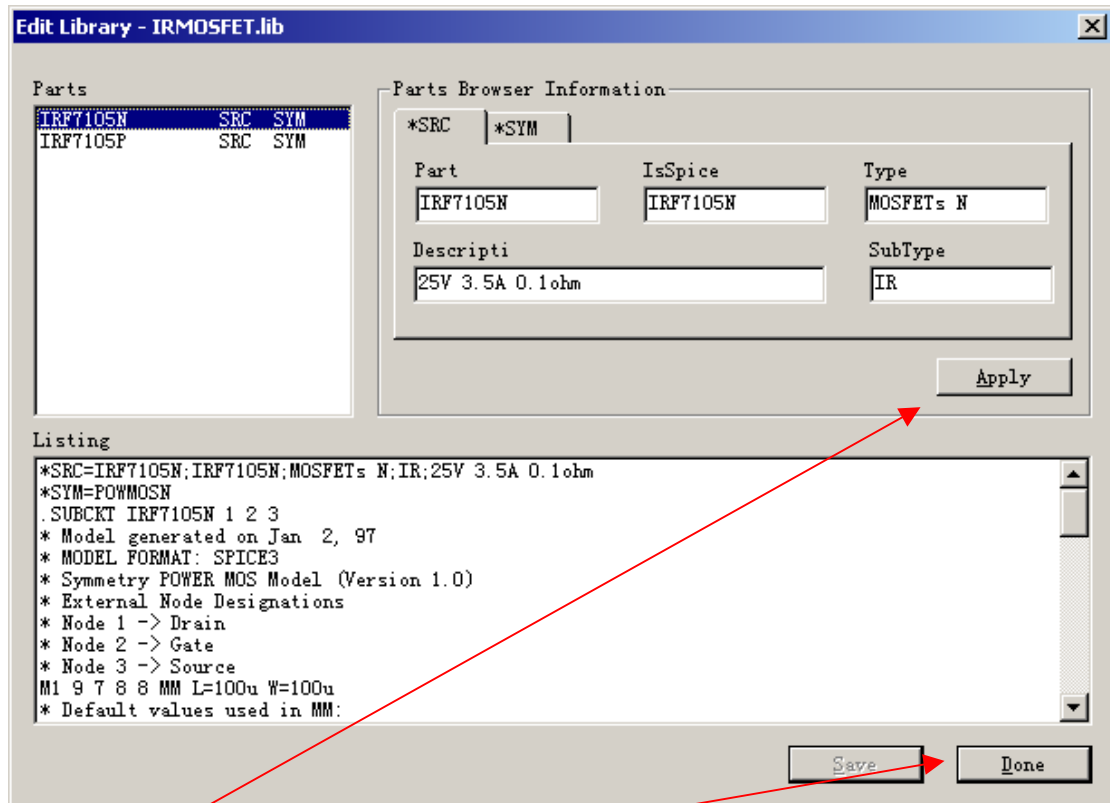 Edit Library - IRMOSFET.lib
Parts
IRF7105N SRC SYM
IRF7105P SRC SYM
Parts Browser Information
*SRC *SYM
Part IsSpice Type
IRF7105N IRF7105N MOSFETs N
Descripti SubType
25V 3.5A 0.1ohm IR
Apply
Listing
*SRC=IRF7105N;IRF7105N;MOSFETs N;IR;25V 3.5A 0.1ohm
*SYM=POWMOSN
.SUBCKT IRF7105N 1 2 3
* Model generated on Jan  2, 97
* MODEL FORMAT: SPICE3
* Symmetry POWER MOS Model (Version 1.0)
* External Node Designations
* Node 1 -> Drain
* Node 2 -> Gate
* Node 3 -> Source
M1 9 7 8 8 MM L=100u W=100u
* Default values used in MM:
Save Done